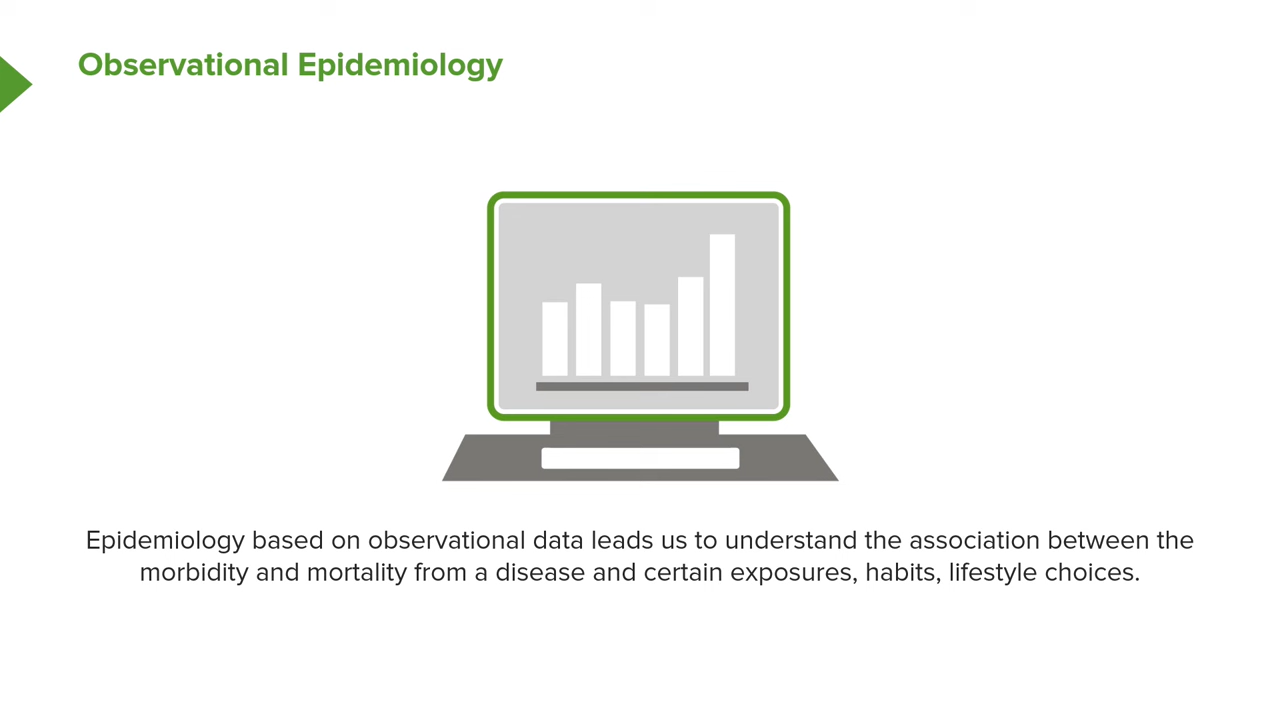 Observational Epidemiology
Epidemiology based on observational data leads us to understand the association between the
morbidity and mortality from a disease and certain exposures, habits, lifestyle choices.